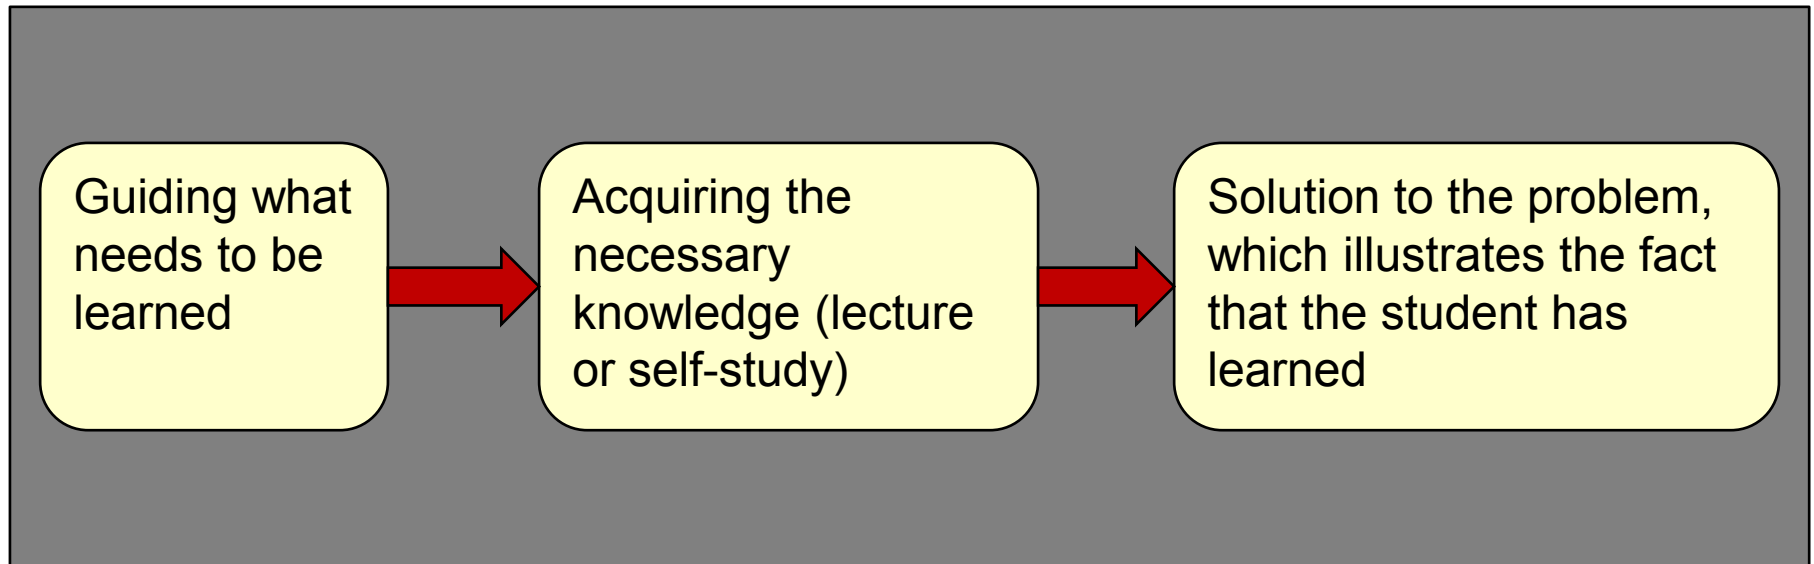 Guiding what
needs to be
learned
Acquiring the
necessary
knowledge (lecture
or self-study)
Solution to the problem,
which illustrates the fact
that the student has
learned